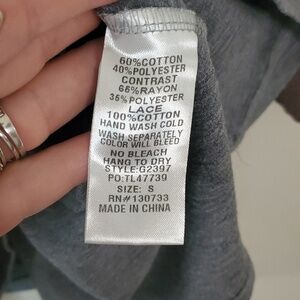 60%COTTON
40%POLYESTER
CONTRAST
65%RAYON
35%POLYESTER
LACE
100%COTTON
HAND WASH COLD
WASH SEPARATELY
COLOR WILL BLEED
NO BLEACH
HANG TO DRY
STYLE:G2397
PO:TL47739
SIZE: S
RN#130733
MADE IN CHINA